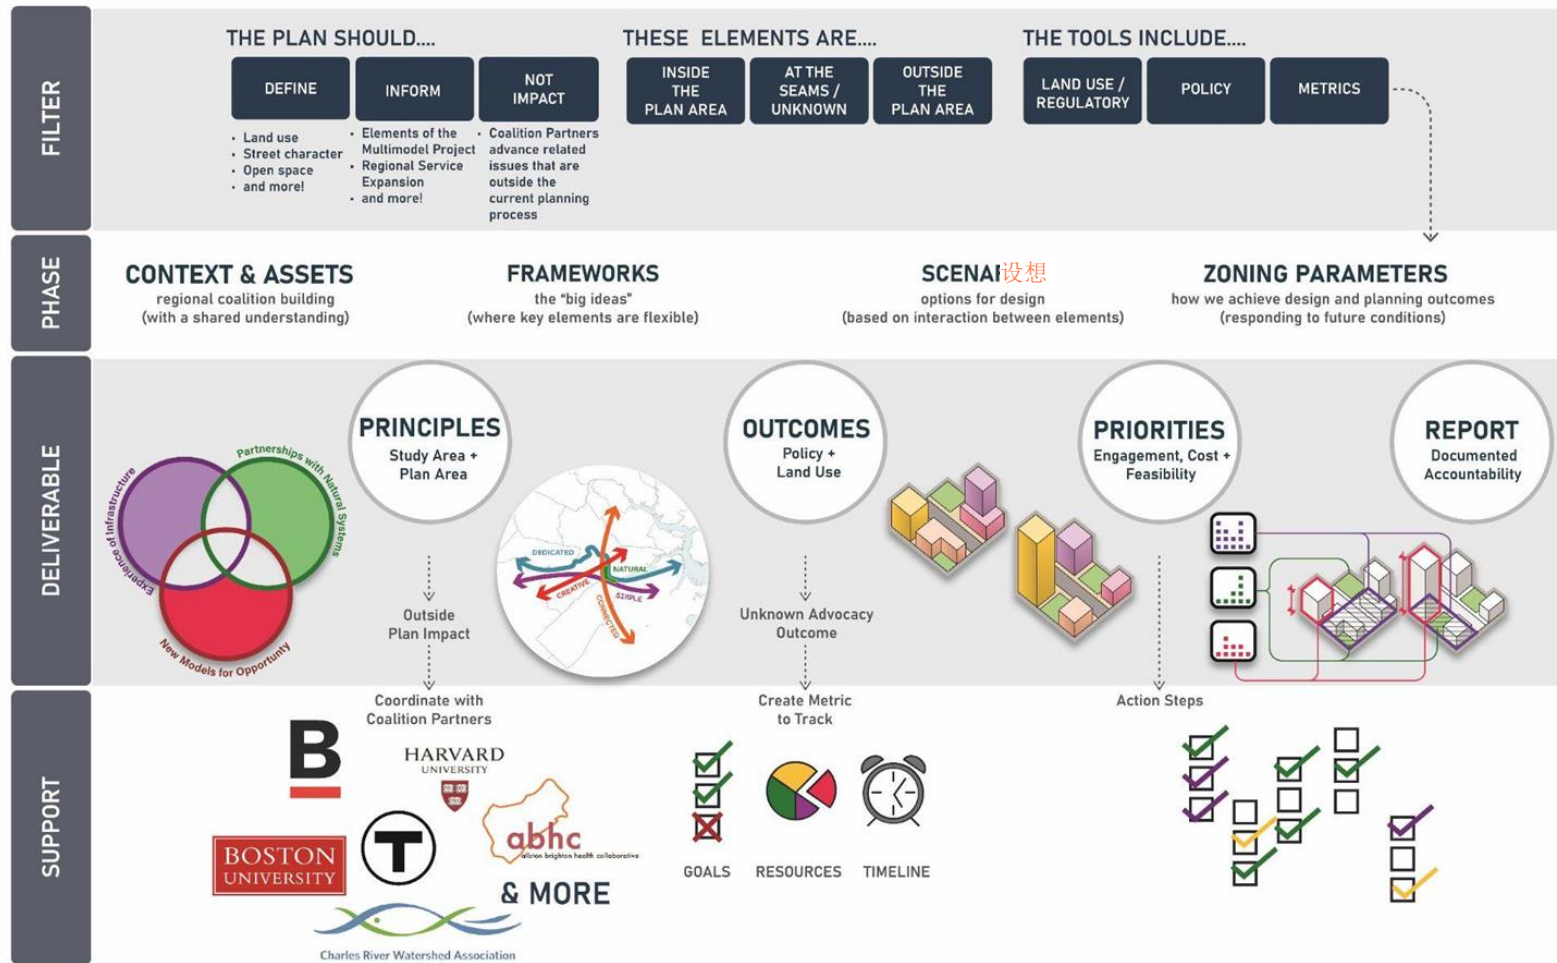 FILTER
THE PLAN SHOULD....
DEFINE
• Land use
• Street character
• Open space
• and more!
INFORM
• Elements of the
Multimodel Project
• Regional Service
Expansion
• and more!
NOT
IMPACT
• Coalition Partners
advance related
issues that are
outside the
current planning
process
THESE ELEMENTS ARE....
INSIDE
THE
PLAN AREA
AT THE
SEAMS /
UNKNOWN
OUTSIDE
THE
PLAN AREA
THE TOOLS INCLUDE....
LAND USE /
REGULATORY
POLICY
METRICS
PHASE
CONTEXT & ASSETS
regional coalition building
(with a shared understanding)
FRAMEWORKS
the "big ideas"
(where key elements are flexible)
SCENAR设想
options for design
(based on interaction between elements)
ZONING PARAMETERS
how we achieve design and planning outcomes
(responding to future conditions)
DELIVERABLE
Experience of Infrastructure
Partnerships with Natural Systems
New Models for Opportunty
PRINCIPLES
Study Area +
Plan Area
Outside
Plan Impact
DEDICATED
NATURAL
CREATIVE
SIMPLE
CONNECTED
OUTCOMES
Policy +
Land Use
Unknown Advocacy
Outcome
PRIORITIES
Engagement, Cost +
Feasibility
REPORT
Documented
Accountability
SUPPORT
Coordinate with
Coalition Partners
B
HARVARD
UNIVERSITY
BOSTON
UNIVERSITY
T
abhc
allston brighton health collaborative
& MORE
Charles River Watershed Association
Create Metric
to Track
GOALS
RESOURCES
TIMELINE
Action Steps